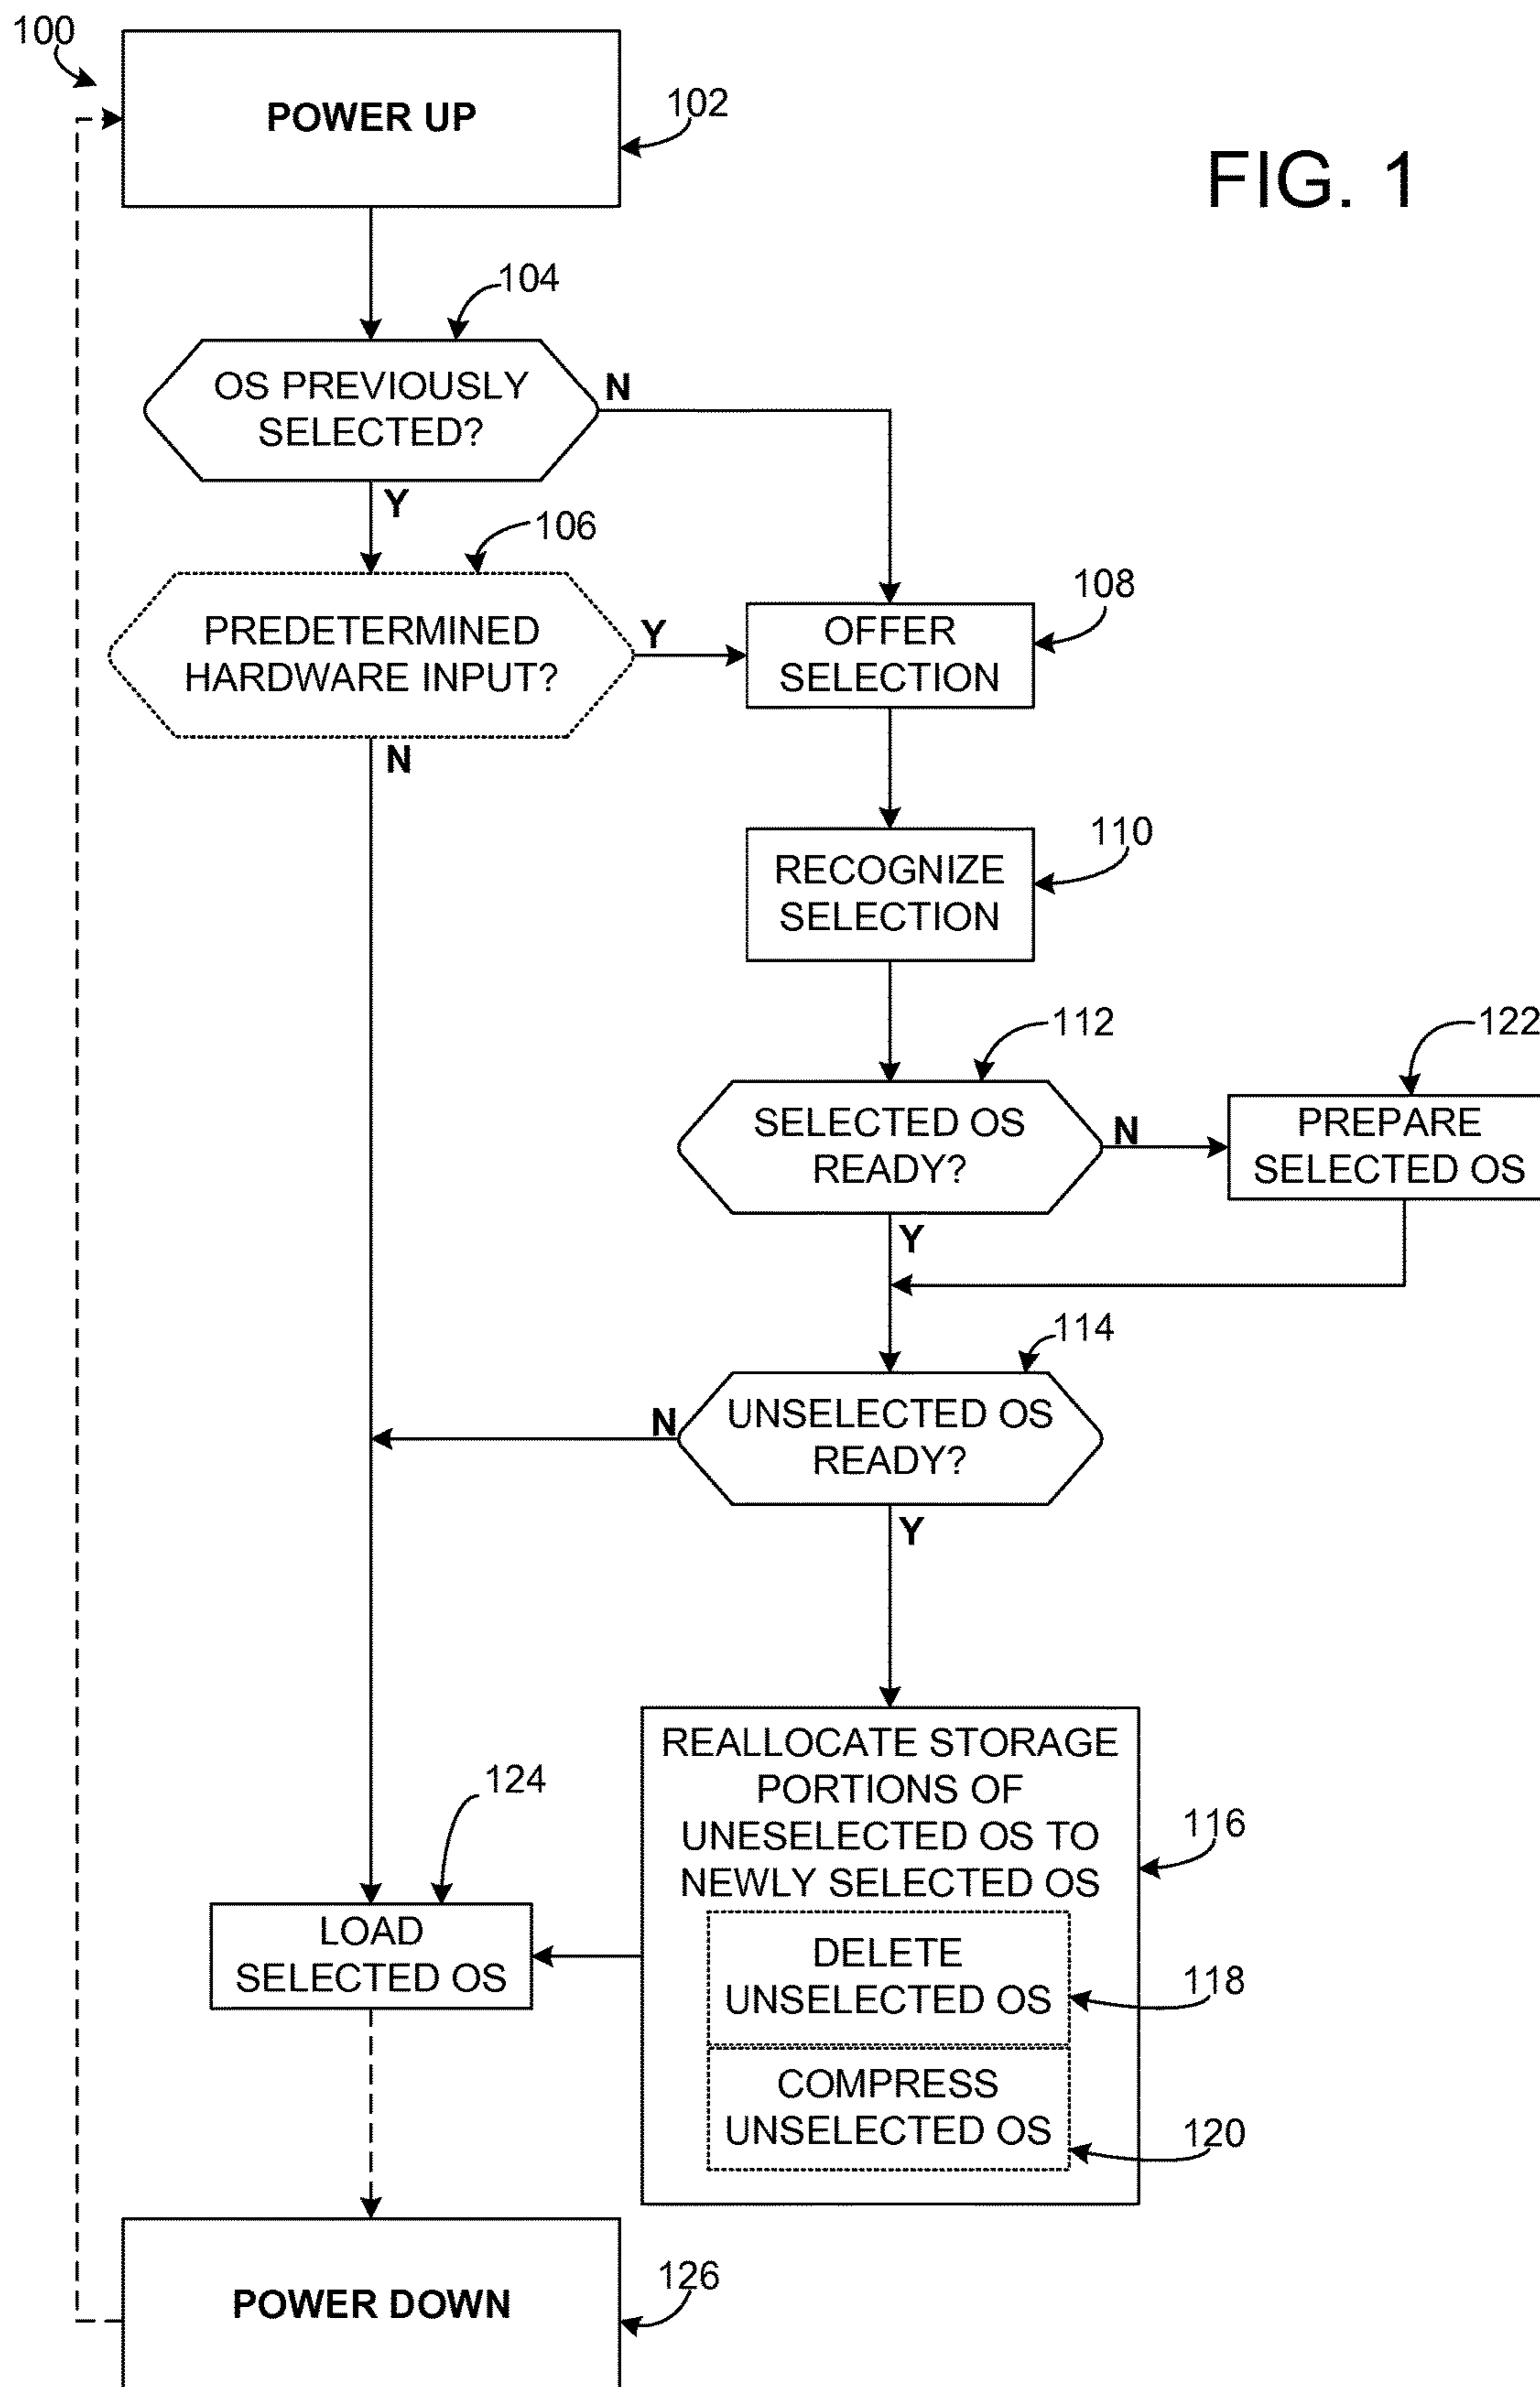 100
POWER UP
102
FIG. 1
104
OS PREVIOUSLY
SELECTED?
N
Y
106
PREDETERMINED
HARDWARE INPUT?
Y
N
108
OFFER
SELECTION
110
RECOGNIZE
SELECTION
112
SELECTED OS
READY?
N
Y
122
PREPARE
SELECTED OS
114
UNSELECTED OS
READY?
N
Y
REALLOCATE STORAGE
PORTIONS OF
UNESELECTED OS TO
NEWLY SELECTED OS
116
DELETE
UNSELECTED OS
118
COMPRESS
UNSELECTED OS
120
124
LOAD
SELECTED OS
POWER DOWN
126